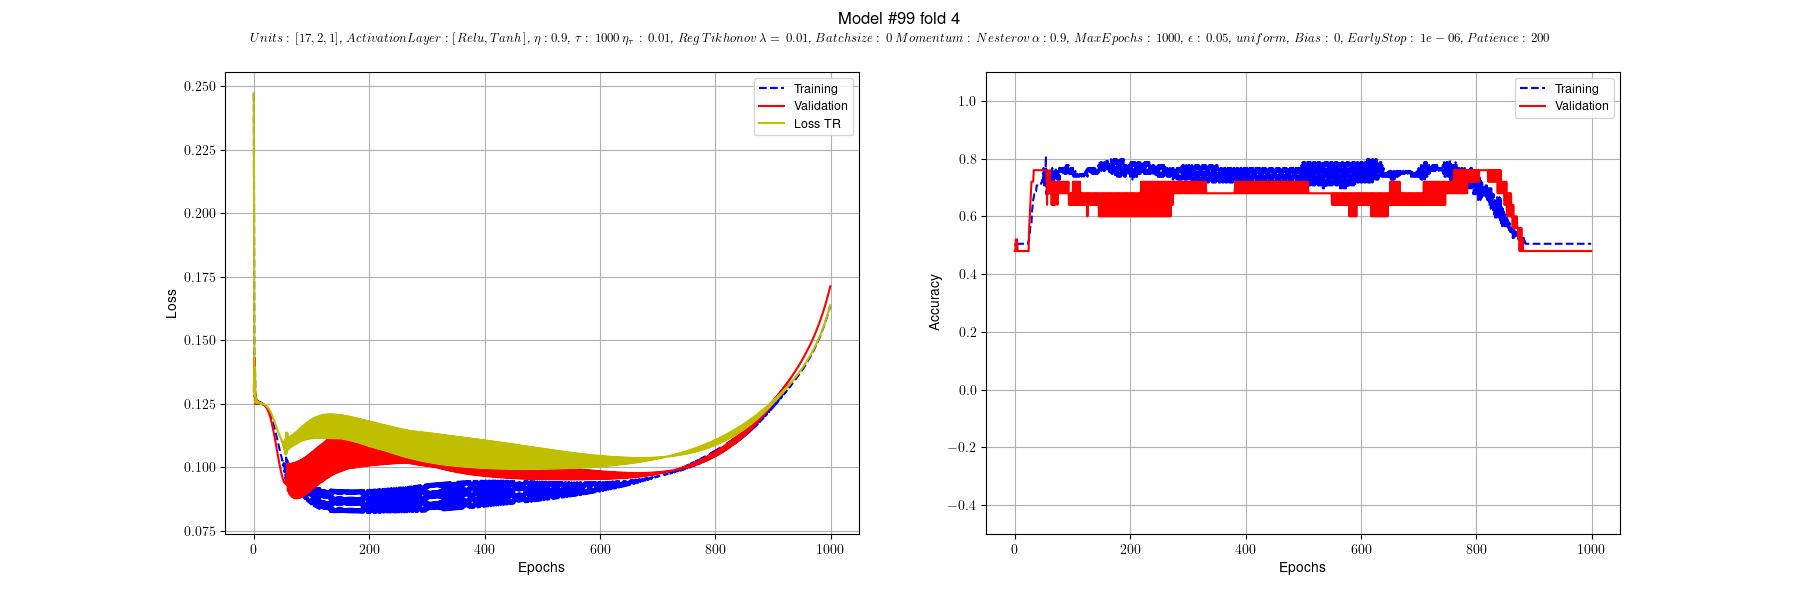 Model #99 fold 4
Units : [17, 2, 1], ActivationLayer : [Relu, Tanh], η : 0.9, τ : 1000 ητ : 0.01, Reg Tikhonov λ = 0.01, Batchsize : 0 Momentum : Nesterov α : 0.9, MaxEpochs : 1000, ϵ : 0.05, uniform, Bias : 0, EarlyStop : 1e − 06, Patience : 200
0.250
0.225
0.200
0.175
0.150
0.125
0.100
0.075
Loss
0 200 400 600 800 1000
Epochs
Training
Validation
Loss TR
1.0
0.8
0.6
0.4
0.2
0.0
−0.2
−0.4
Accuracy
0 200 400 600 800 1000
Epochs
Training
Validation